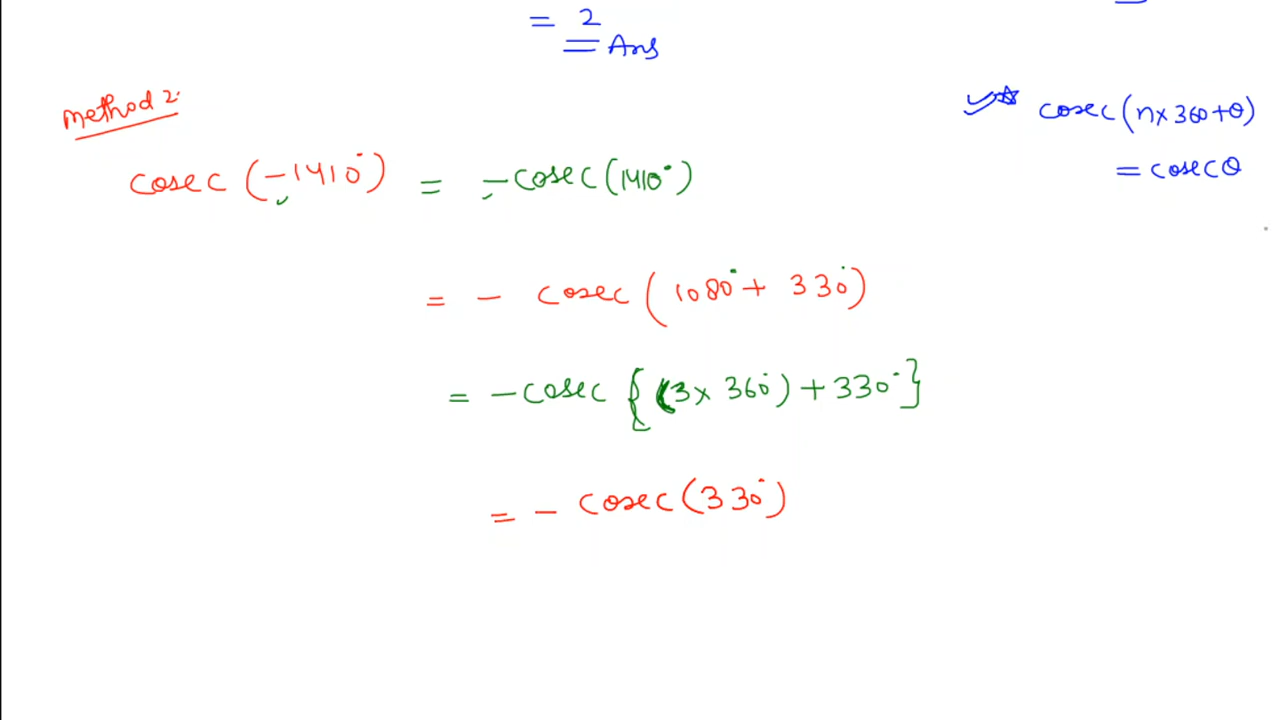 = 2
Ans
Method 2:
cosec (-1410°) = -cosec(1410°)
= - cosec (1080° + 330°)
= -cosec {(3 x 360°) + 330°}
= - cosec (330°)
cosec (n x 360 + θ)
= cosec θ